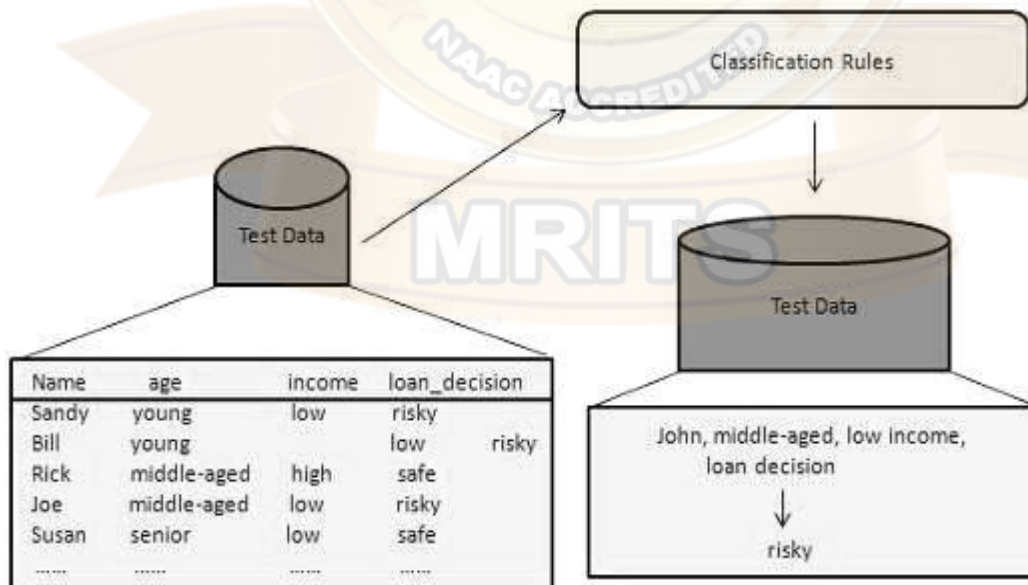 NAAC ACCREDITED
Classification Rules
MRITS
Test Data
Test Data
Name age income loan_decision
Sandy young low risky
Bill young low risky
Rick middle-aged high safe
Joe middle-aged low risky
Susan senior low safe
...... ...... ...... ......
John, middle-aged, low income,
loan decision
risky